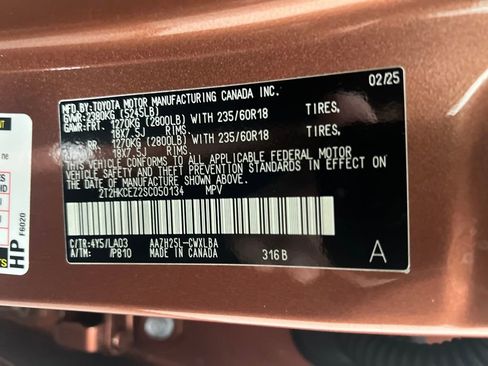 MFD.BY: TOYOTA MOTOR MANUFACTURING CANADA INC. 02/25
GVWR: 2380KG (5245LB)
GAWR: FRT. 1270KG (2800LB) WITH 235/60R18 TIRES,
18X7.5J RIMS,
RR. 1270KG (2800LB) WITH 235/60R18 TIRES,
18X7.5J RIMS,
THIS VEHICLE CONFORMS TO ALL APPLICABLE FEDERAL MOTOR
VEHICLE SAFETY AND THEFT PREVENTION STANDARDS IN EFFECT ON
THE DATE OF MANUFACTURE SHOWN ABOVE.
2T2HKCEZ2SC050134 MPV
C/TR: 4Y5/LA03 AAZH25L-CWXLBA
A/TM: /P810 MADE IN CANADA 316B A
HP
F6020